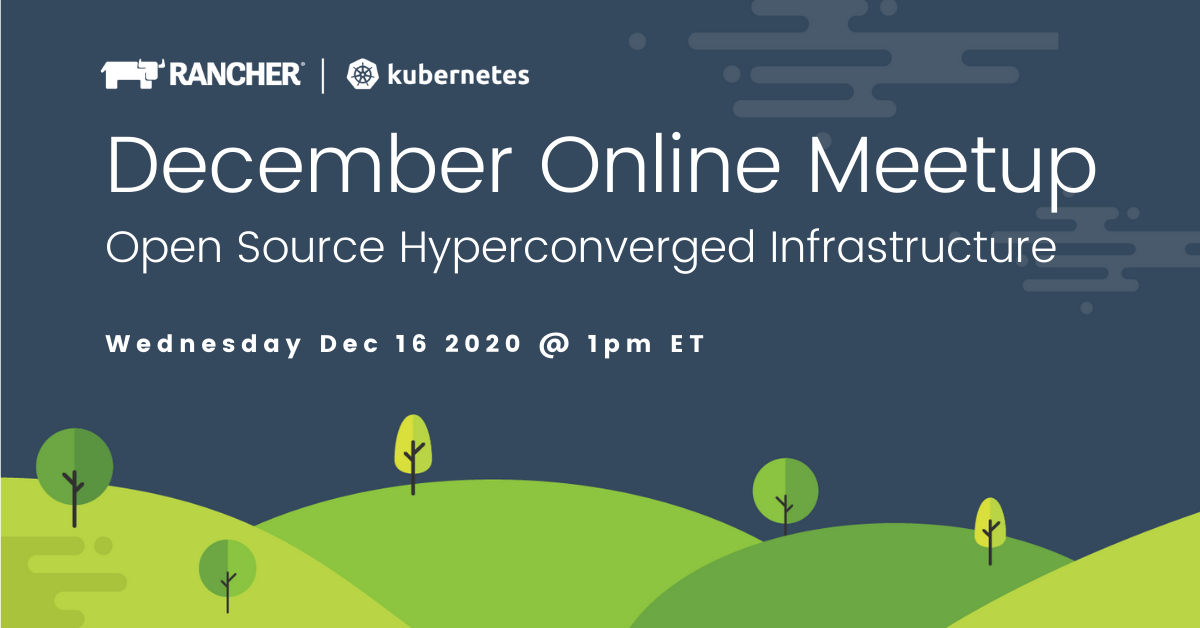 RANCHER® | kubernetes
December Online Meetup
Open Source Hyperconverged Infrastructure
Wednesday Dec 16 2020 @ 1pm ET